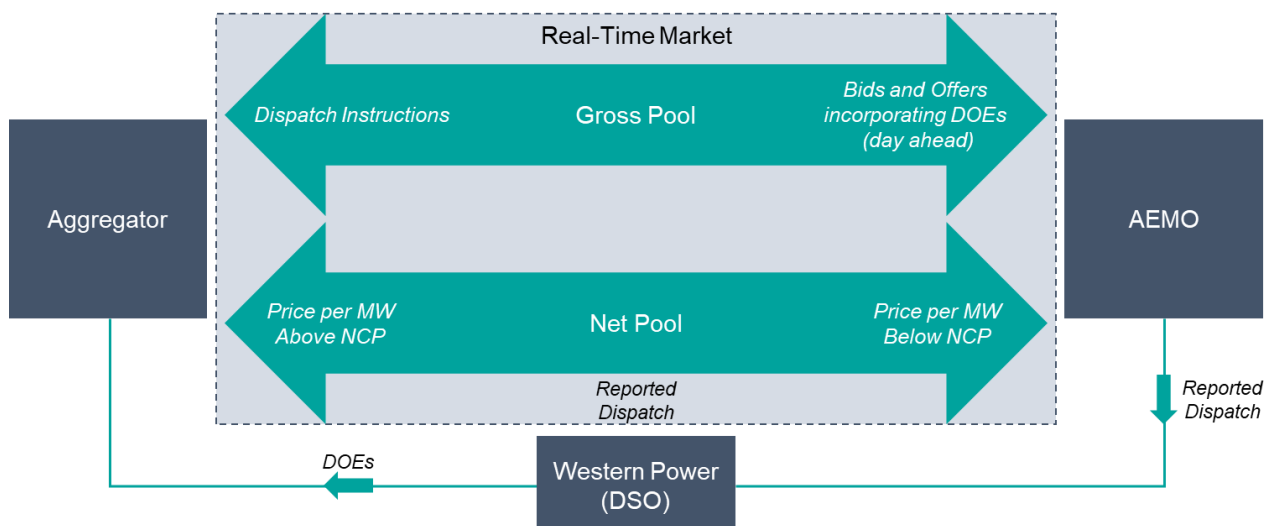 Real-Time Market
Dispatch Instructions
Gross Pool
Bids and Offers
incorporating DOEs
(day ahead)
Aggregator
AEMO
Price per MW
Above NCP
Net Pool
Price per MW
Below NCP
Reported
Dispatch
Reported
Dispatch
DOEs
Western Power
(DSO)